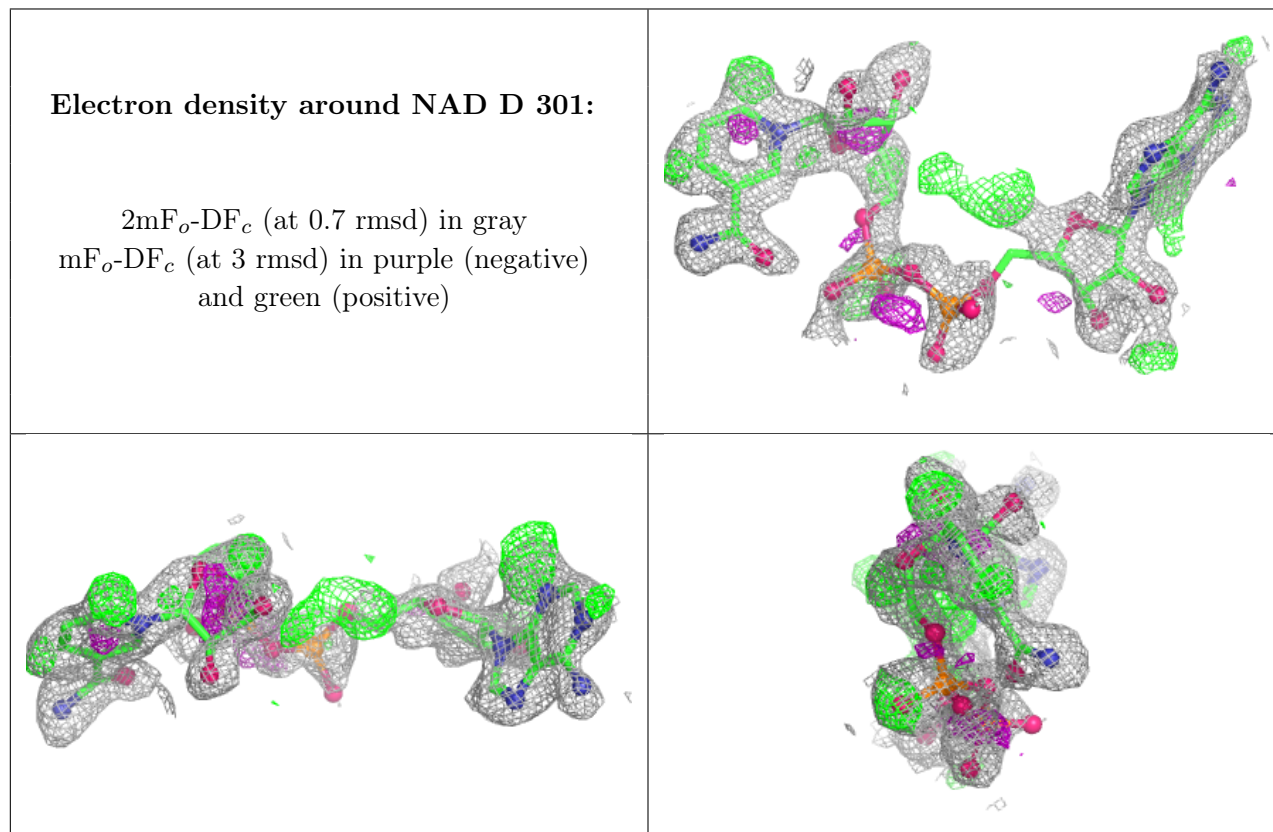 Electron density around NAD D 301:
2mFo-DFc (at 0.7 rmsd) in gray
mFo-DFc (at 3 rmsd) in purple (negative)
and green (positive)